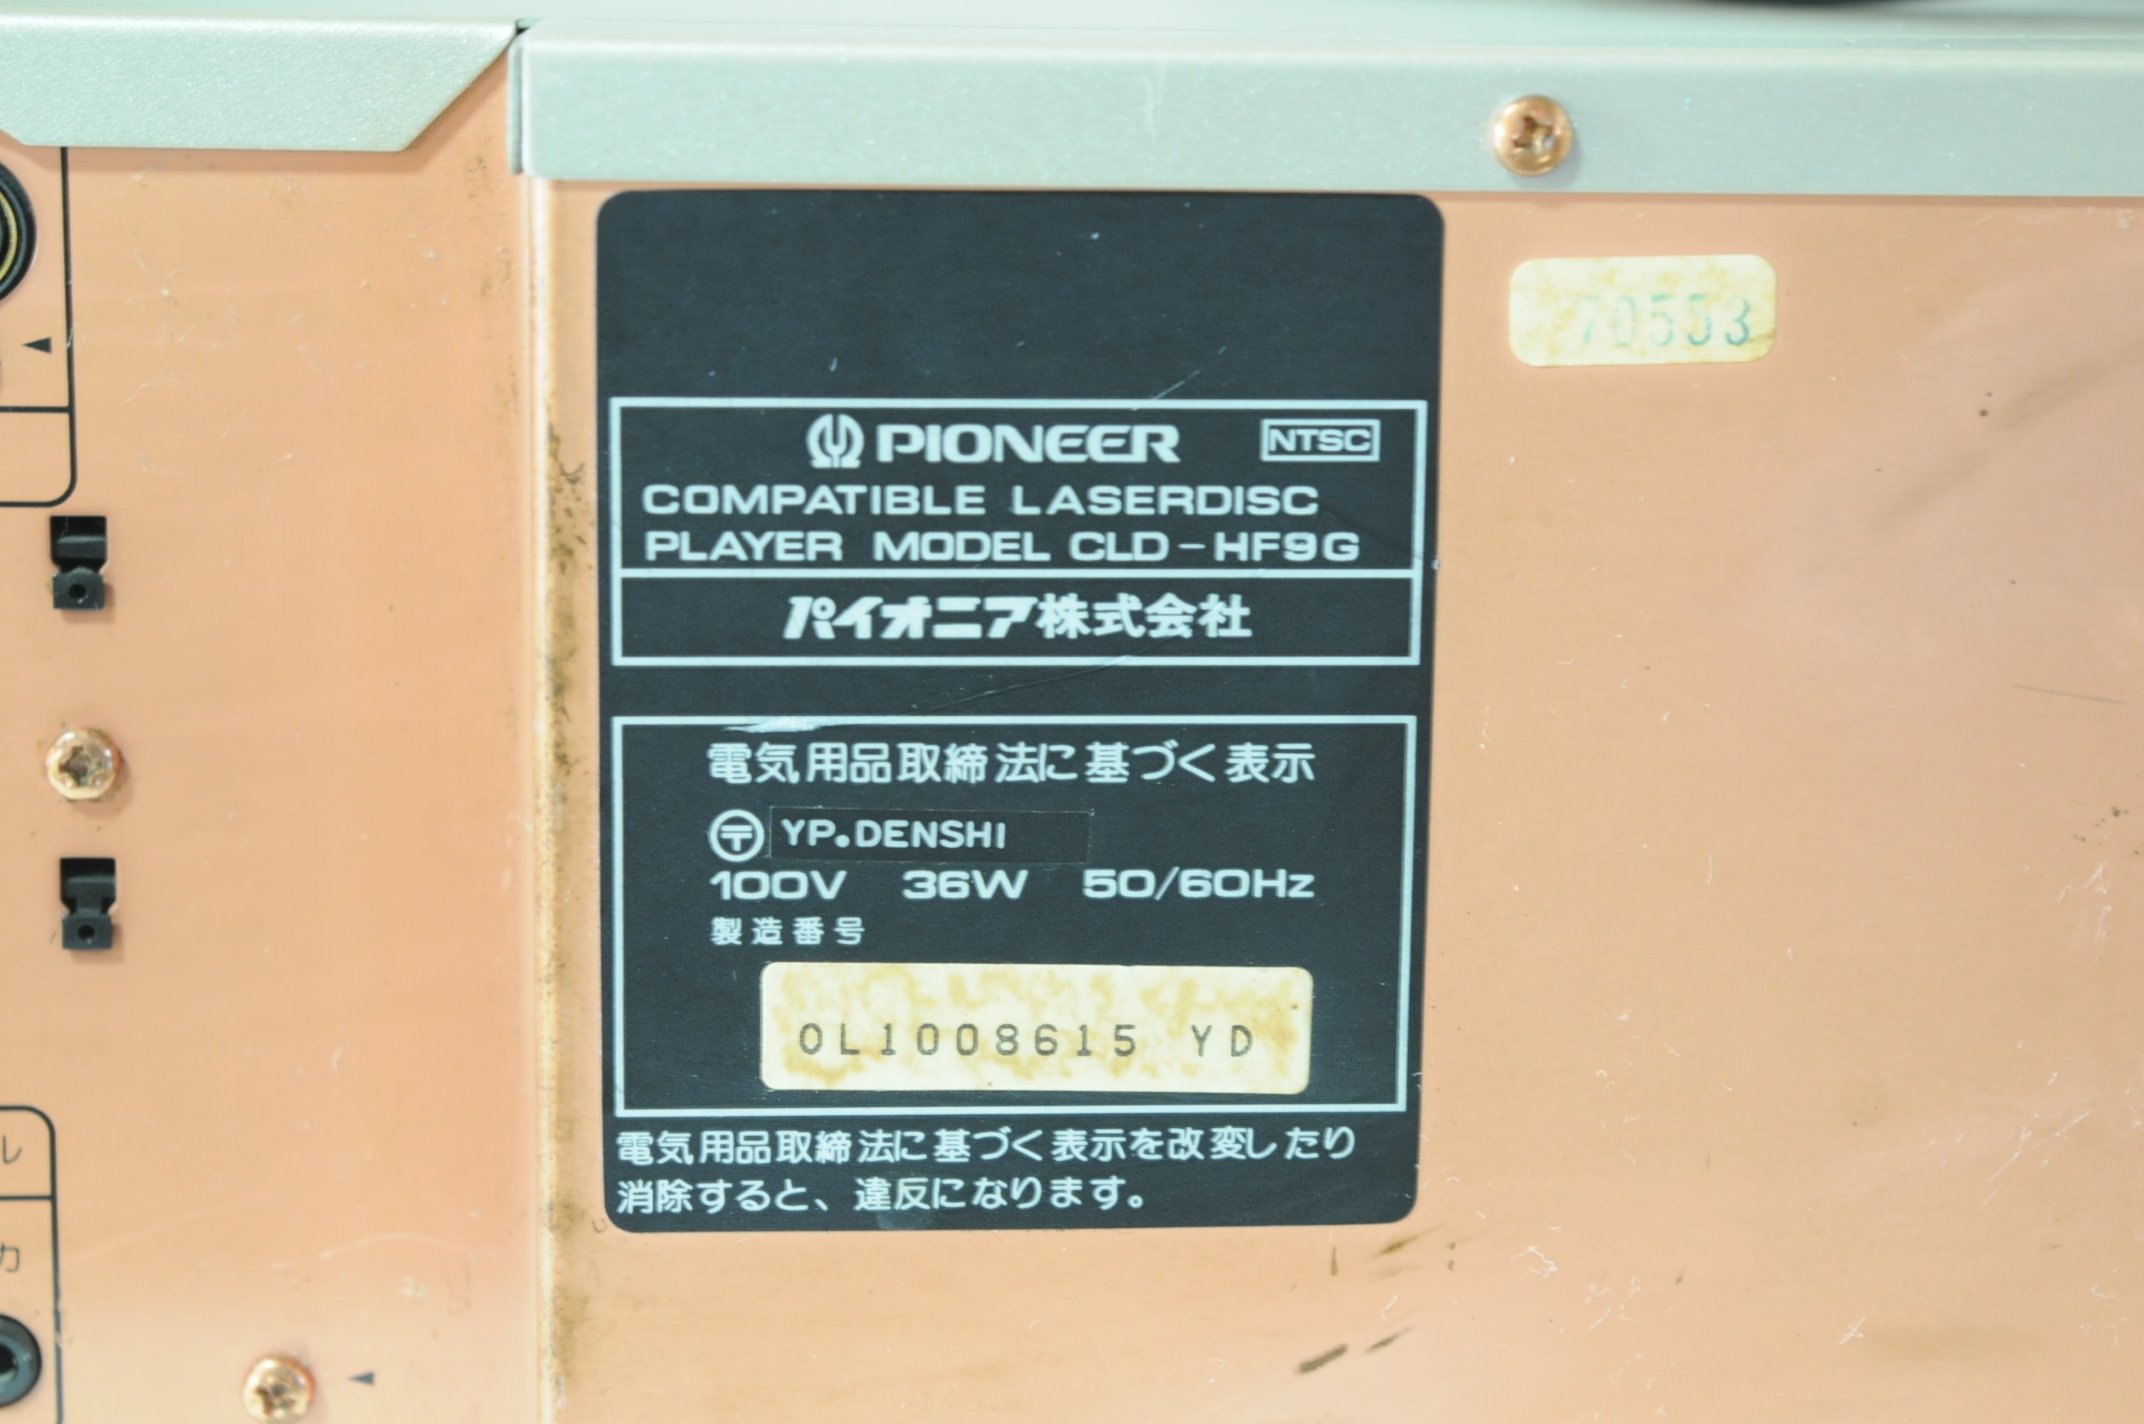 PIONEER NTSC
COMPATIBLE LASERDISC
PLAYER MODEL CLD-HF9G
パイオニア株式会社
電気用品取締法に基づく表示
〒 YP.DENSHI
100V 36W 50/60Hz
製造番号
0L1008615 YD
電気用品取締法に基づく表示を改変したり
消除すると、違反になります。
70553
ル
力